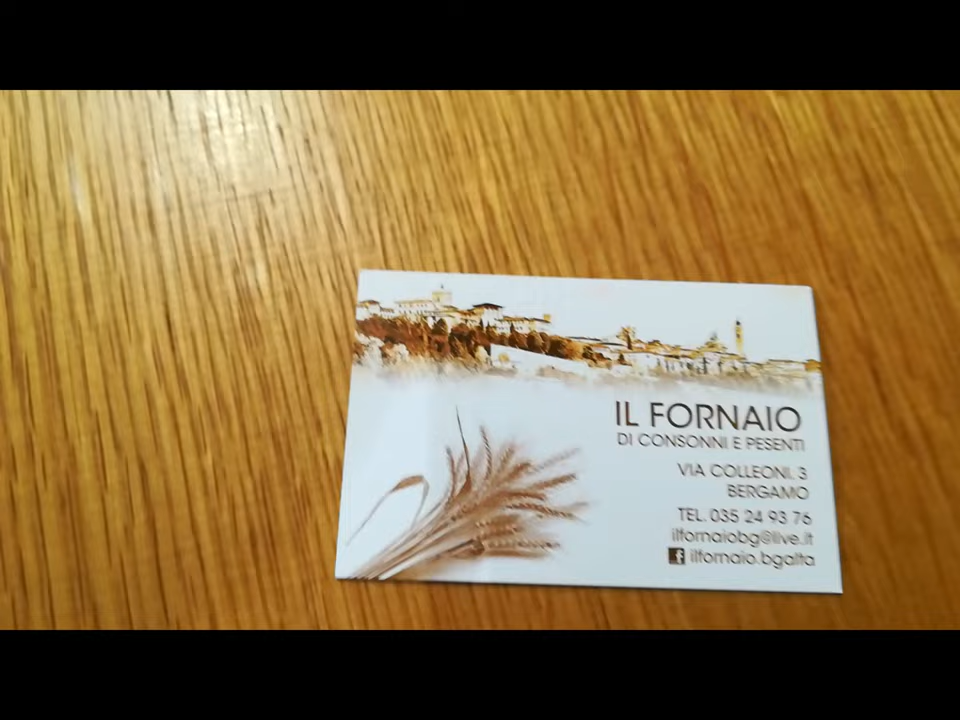 IL FORNAIO
DI CONSONNI E PESENTI
VIA COLLEONI, 3
BERGAMO
TEL. 035 24 93 76
ilfornaiobg@live.it
f ilfornaio.bgalta